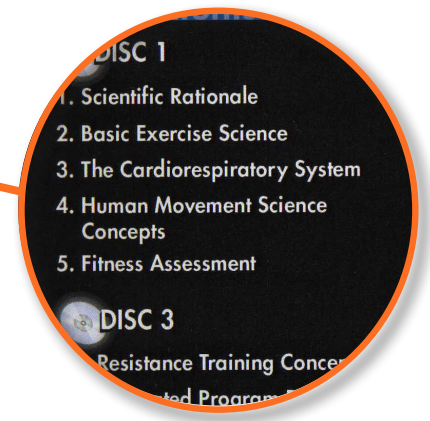 DISC 1
1. Scientific Rationale
2. Basic Exercise Science
3. The Cardiorespiratory System
4. Human Movement Science
Concepts
5. Fitness Assessment
DISC 3
Resistance Training
Program